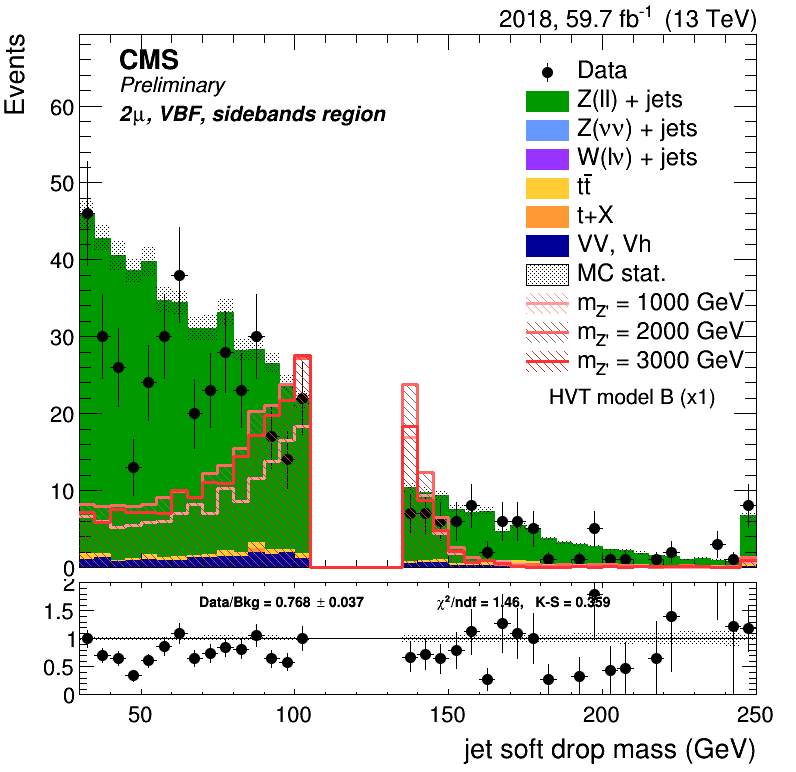 2018, 59.7 fb⁻¹ (13 TeV)
Events
CMS
Preliminary
2μ, VBF, sidebands region
Data
Z(ll) + jets
Z(νν) + jets
W(lν) + jets
tt̄
t+X
VV, Vh
MC stat.
m_Z' = 1000 GeV
m_Z' = 2000 GeV
m_Z' = 3000 GeV
HVT model B (x1)
60
50
40
30
20
10
0
Data/Bkg = 0.768 ± 0.037
χ²/ndf = 1.46, K-S = 0.359
2
1.5
1
0.5
0
50 100 150 200 250
jet soft drop mass (GeV)